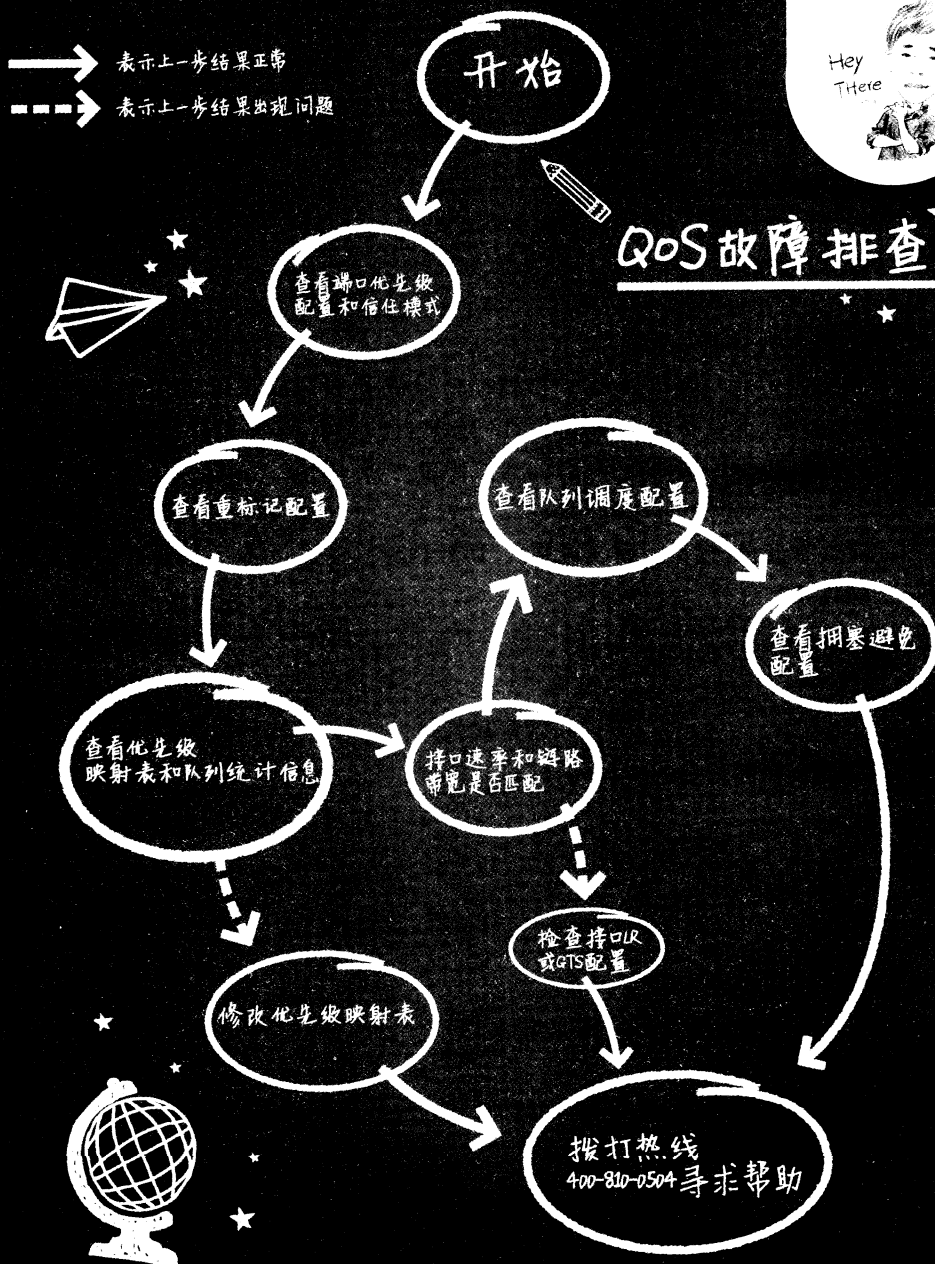 表示上一步结果正常
表示上一步结果出现问题
开始
Hey
THere
QoS故障排查
查看端口优先级
配置和信任模式
查看重标记配置
查看队列调度配置
查看拥塞避免
配置
查看优先级
映射表和队列统计信息
接口速率和链路
带宽是否匹配
检查接口LR
或GTS配置
修改优先级映射表
拨打热线
400-810-0504寻求帮助